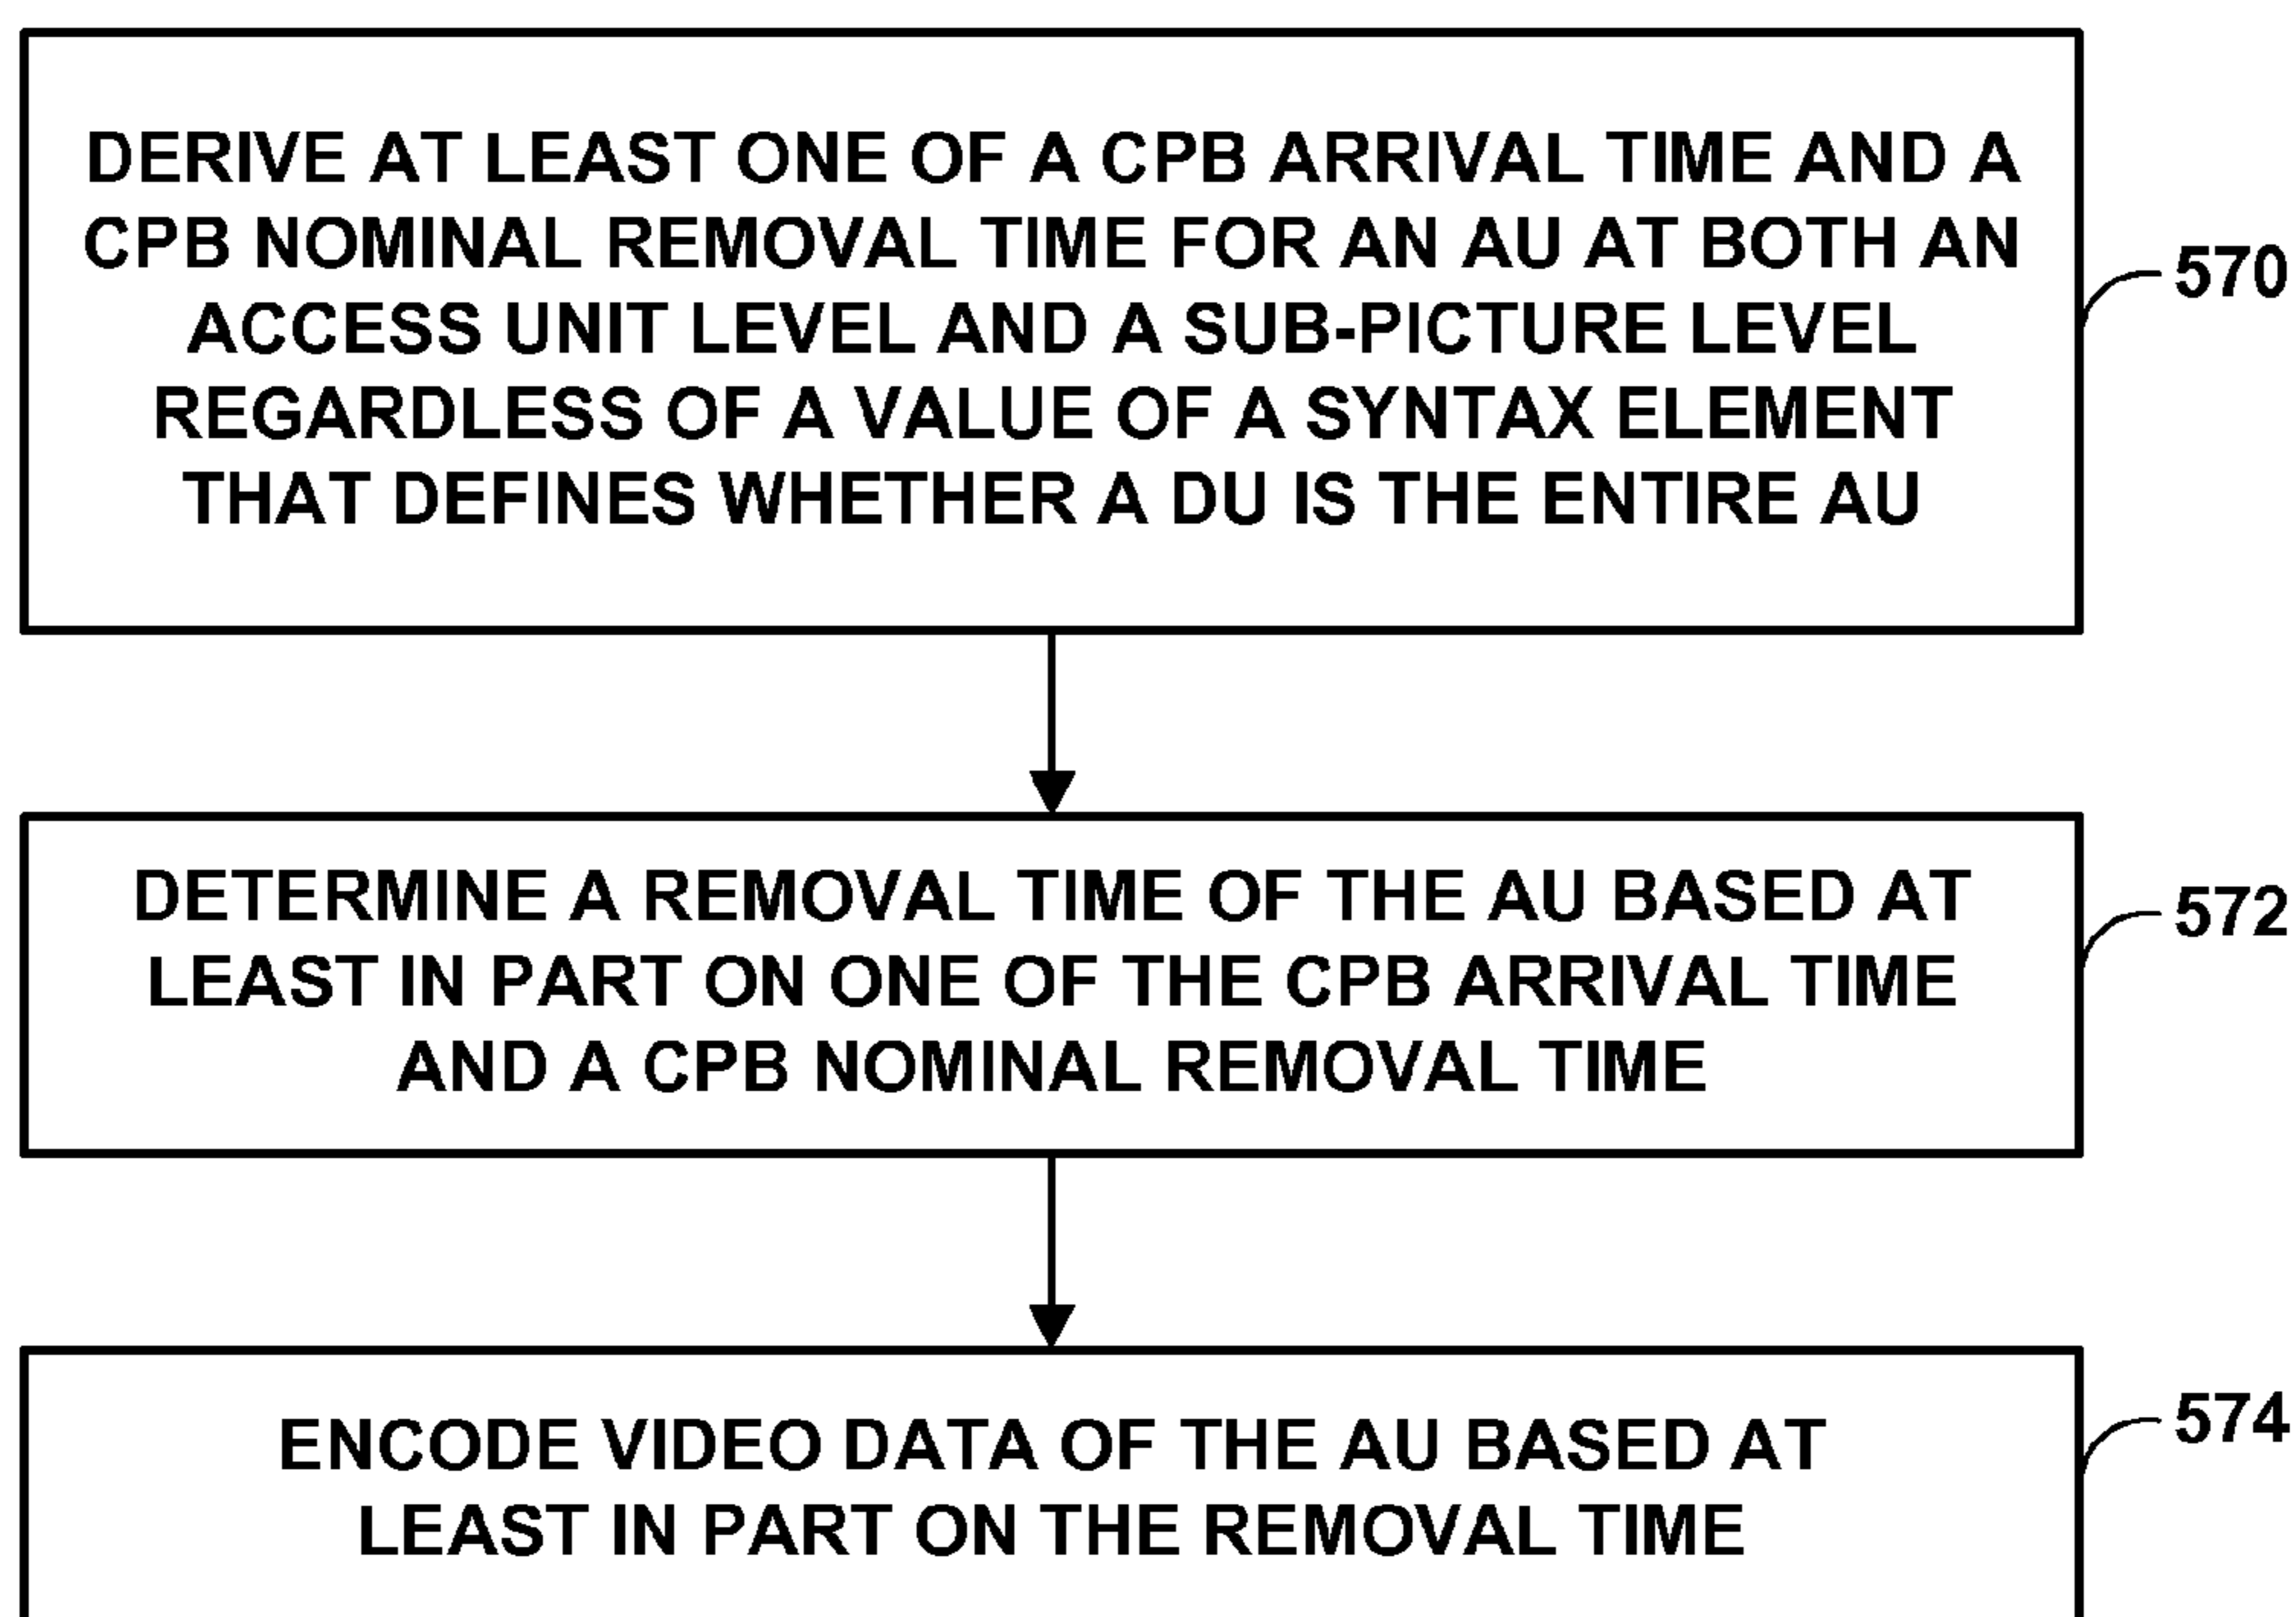 DERIVE AT LEAST ONE OF A CPB ARRIVAL TIME AND A
CPB NOMINAL REMOVAL TIME FOR AN AU AT BOTH AN
ACCESS UNIT LEVEL AND A SUB-PICTURE LEVEL
REGARDLESS OF A VALUE OF A SYNTAX ELEMENT
THAT DEFINES WHETHER A DU IS THE ENTIRE AU
570
DETERMINE A REMOVAL TIME OF THE AU BASED AT
LEAST IN PART ON ONE OF THE CPB ARRIVAL TIME
AND A CPB NOMINAL REMOVAL TIME
572
ENCODE VIDEO DATA OF THE AU BASED AT
LEAST IN PART ON THE REMOVAL TIME
574